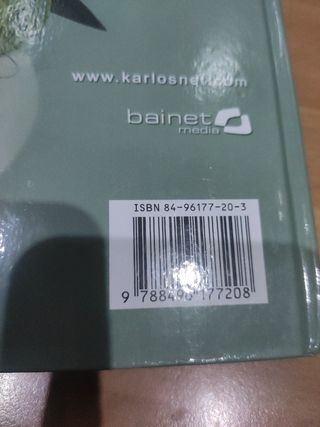 www.karlosnet.com
bainet
media
ISBN 84-96177-20-3
9 788496 177208